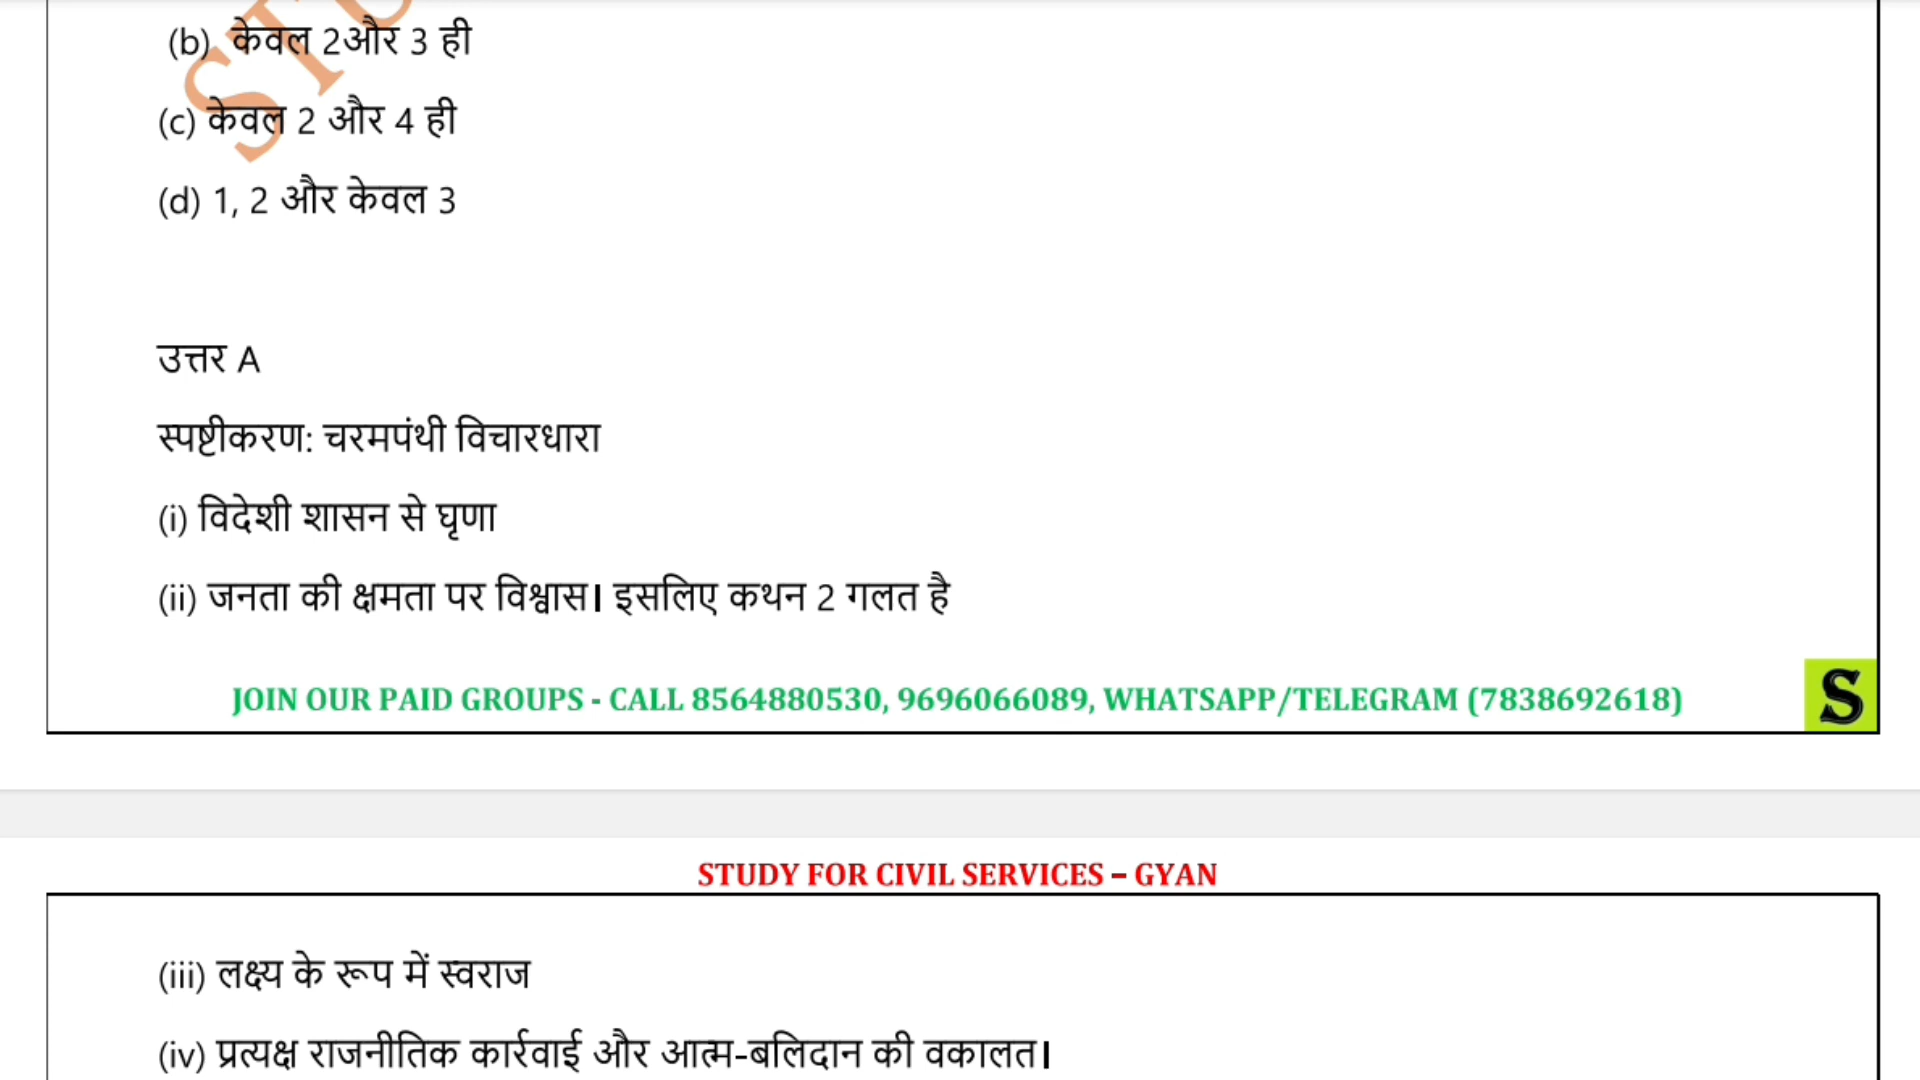 (b) केवल 2और 3 ही
(c) केवल 2 और 4 ही
(d) 1, 2 और केवल 3
उत्तर A
स्पष्टीकरण: चरमपंथी विचारधारा
(i) विदेशी शासन से घृणा
(ii) जनता की क्षमता पर विश्वास। इसलिए कथन 2 गलत है
JOIN OUR PAID GROUPS - CALL 8564880530, 9696066089, WHATSAPP/TELEGRAM (7838692618)
S
STUDY FOR CIVIL SERVICES – GYAN
(iii) लक्ष्य के रूप में स्वराज
(iv) प्रत्यक्ष राजनीतिक कार्रवाई और आत्म-बलिदान की वकालत।